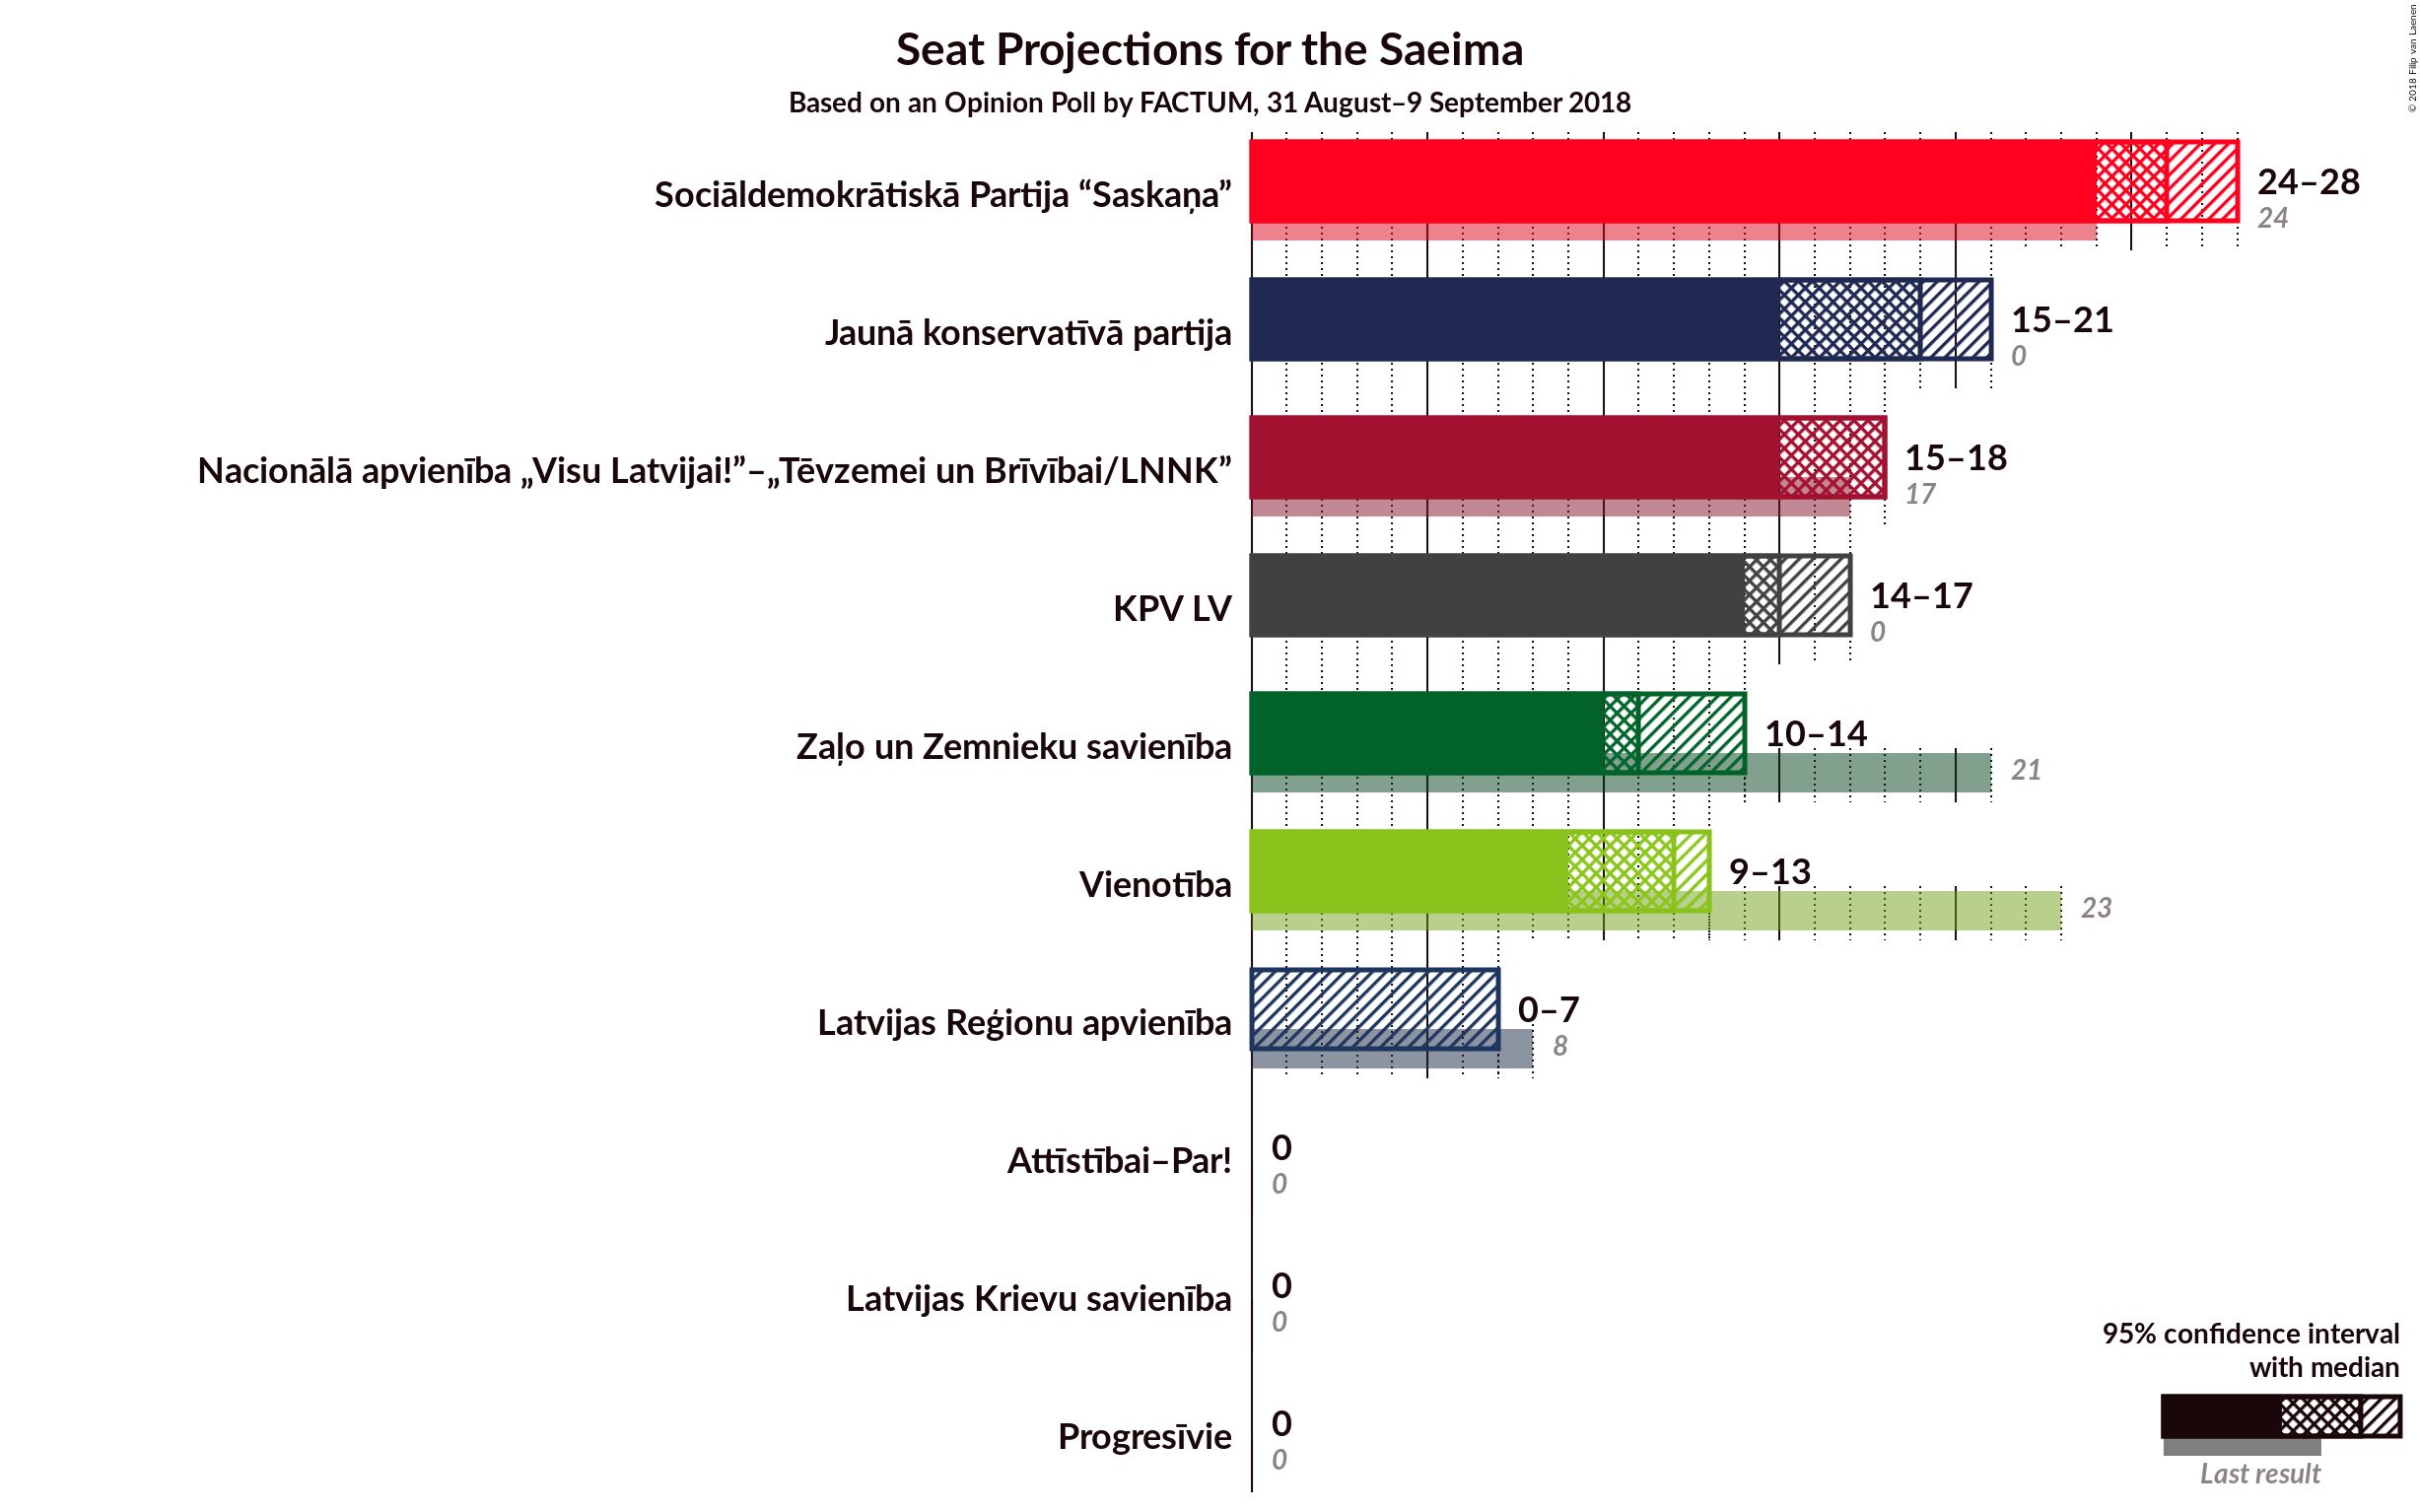 Seat Projections for the Saeima
Based on an Opinion Poll by FACTUM, 31 August–9 September 2018
© 2018 Filip van Laenen
Sociāldemokrātiskā Partija “Saskaņa”
24–28
24
Jaunā konservatīvā partija
15–21
0
Nacionālā apvienība „Visu Latvijai!”–„Tēvzemei un Brīvībai/LNNK”
15–18
17
KPV LV
14–17
0
Zaļo un Zemnieku savienība
10–14
21
Vienotība
9–13
23
Latvijas Reģionu apvienība
0–7
8
Attīstībai–Par!
0
0
Latvijas Krievu savienība
0
0
Progresīvie
0
0
95% confidence interval
with median
Last result